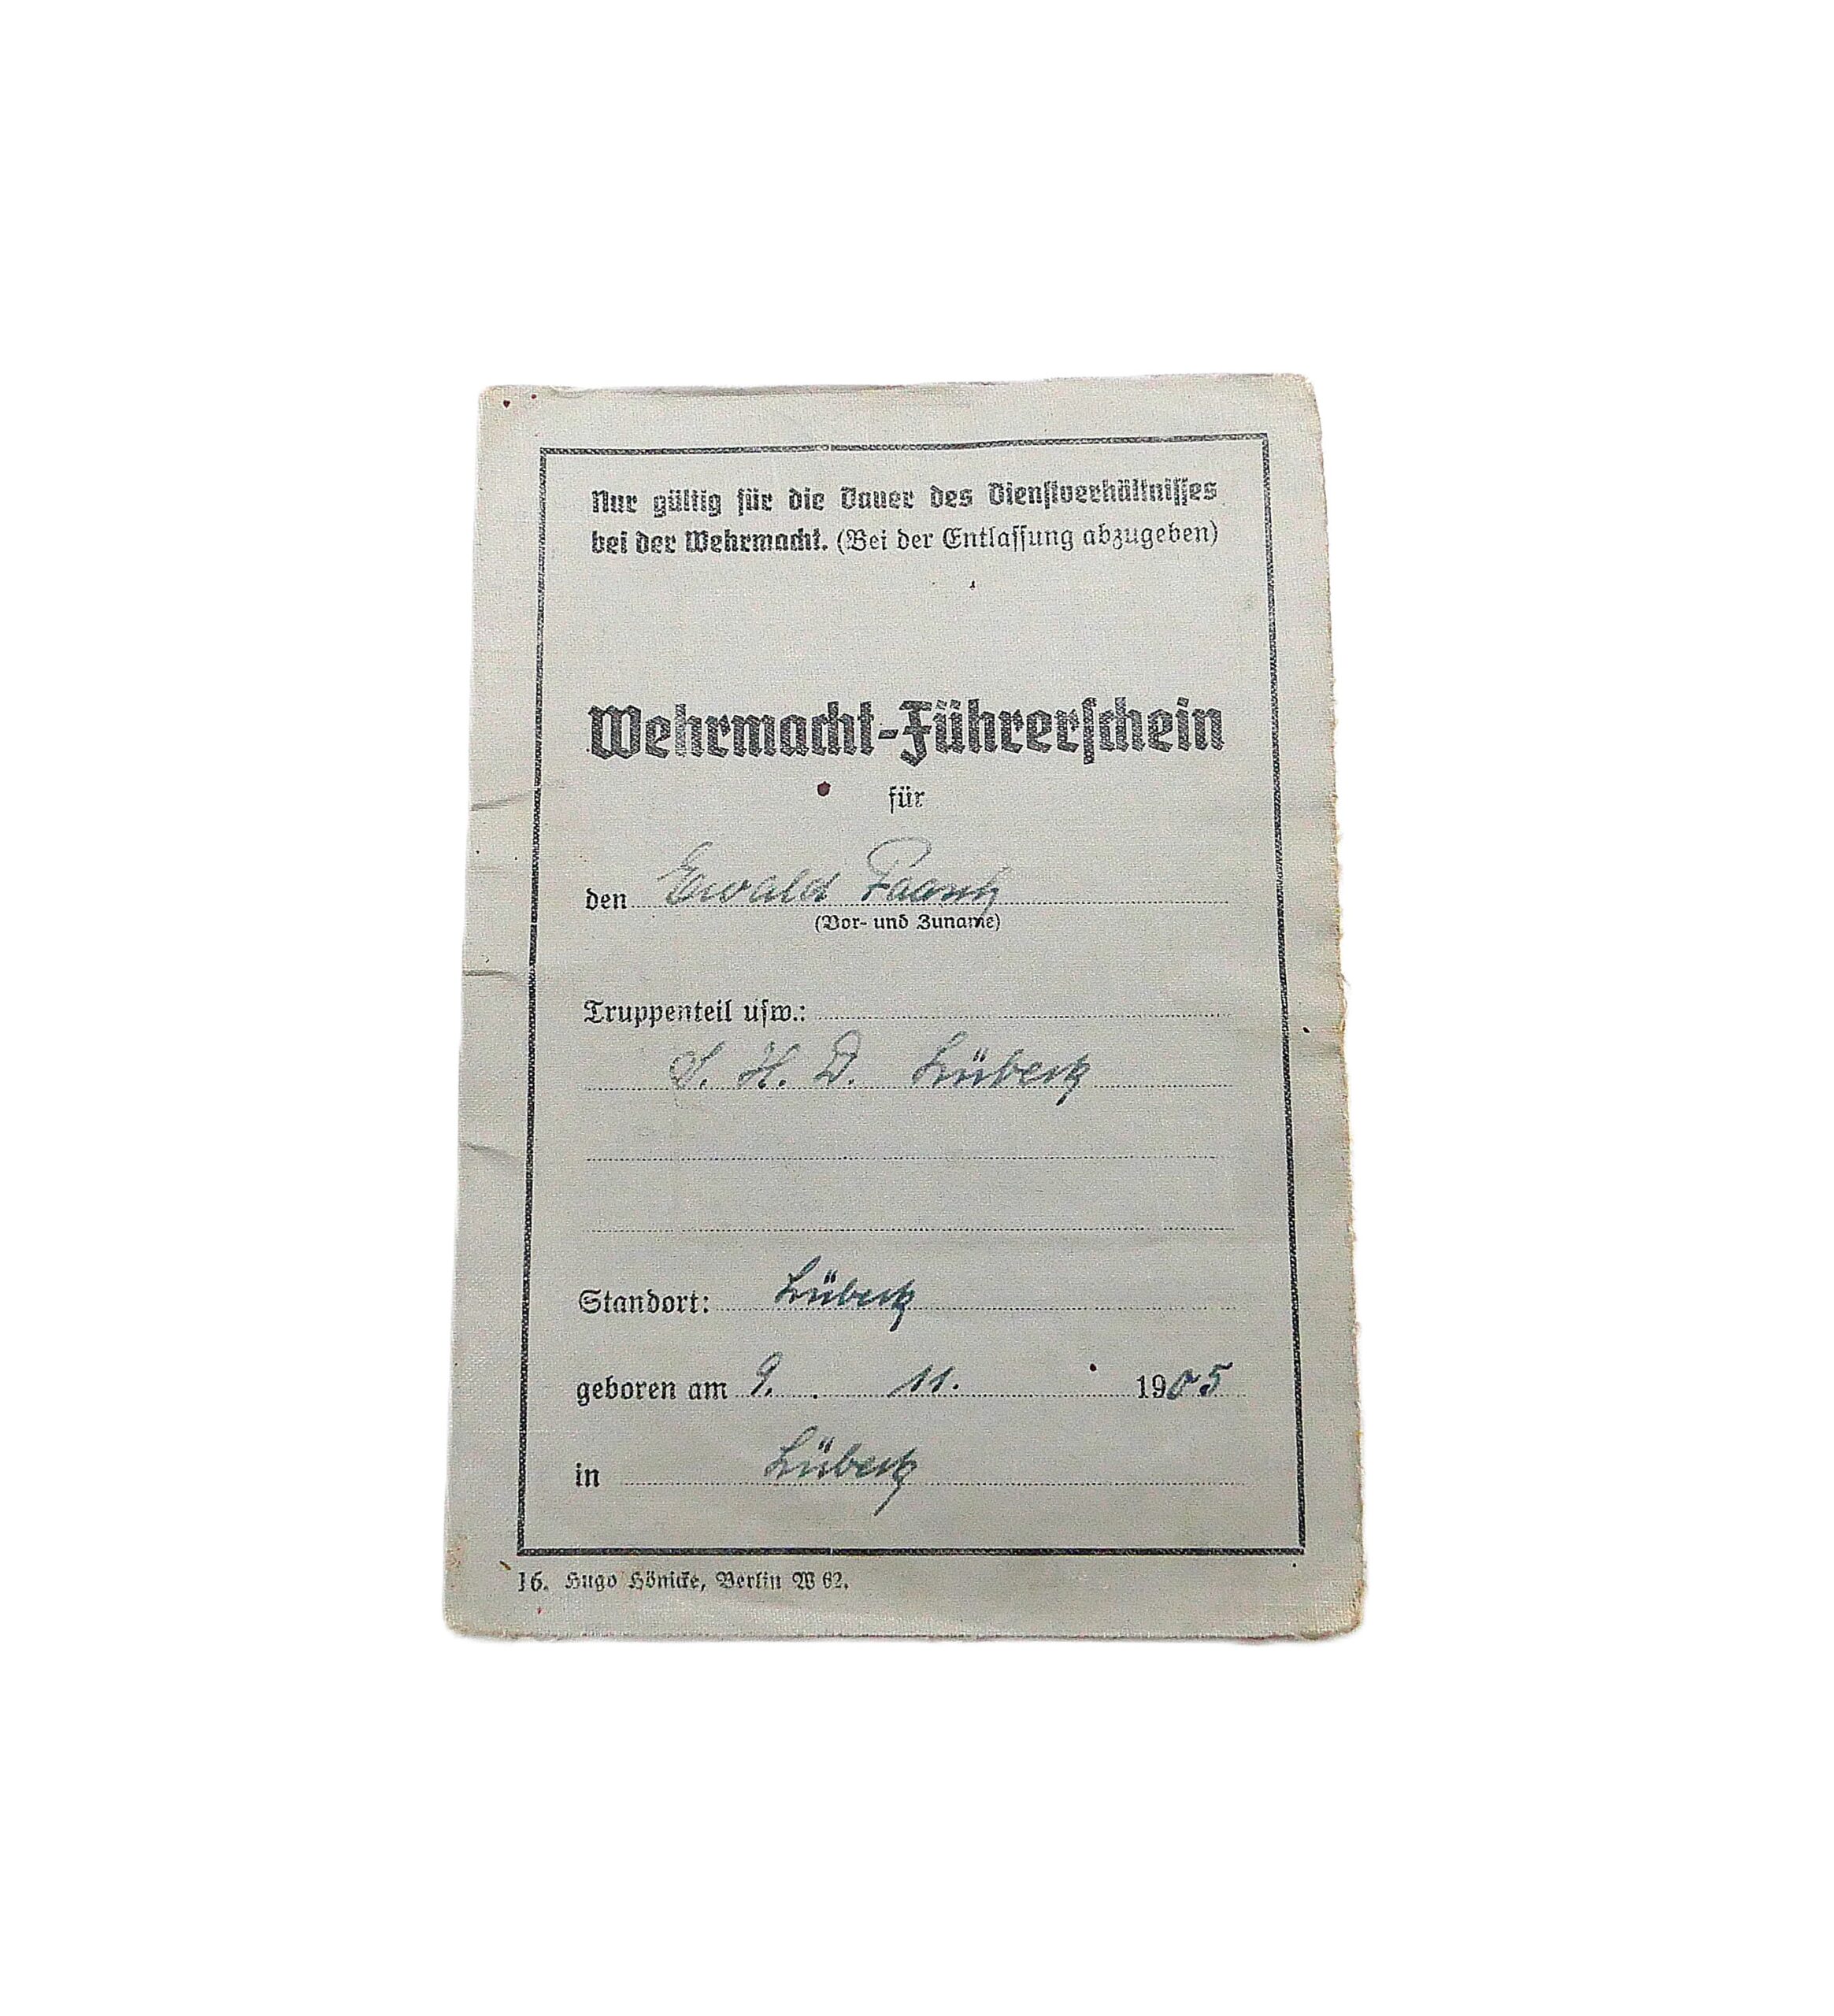 Nur gültig für die Dauer des Dienstverhältnisses
bei der Wehrmacht. (Bei der Entlassung abzugeben)
Wehrmacht-Führerschein
für
den Ewald
(Vor- und Zuname)
Truppenteil usw.:
S. H. D. Lübeck
Standort: Lübeck
geboren am 9. 11. 1905
in Lübeck
16. Hugo Hönicke, Berlin W 62.